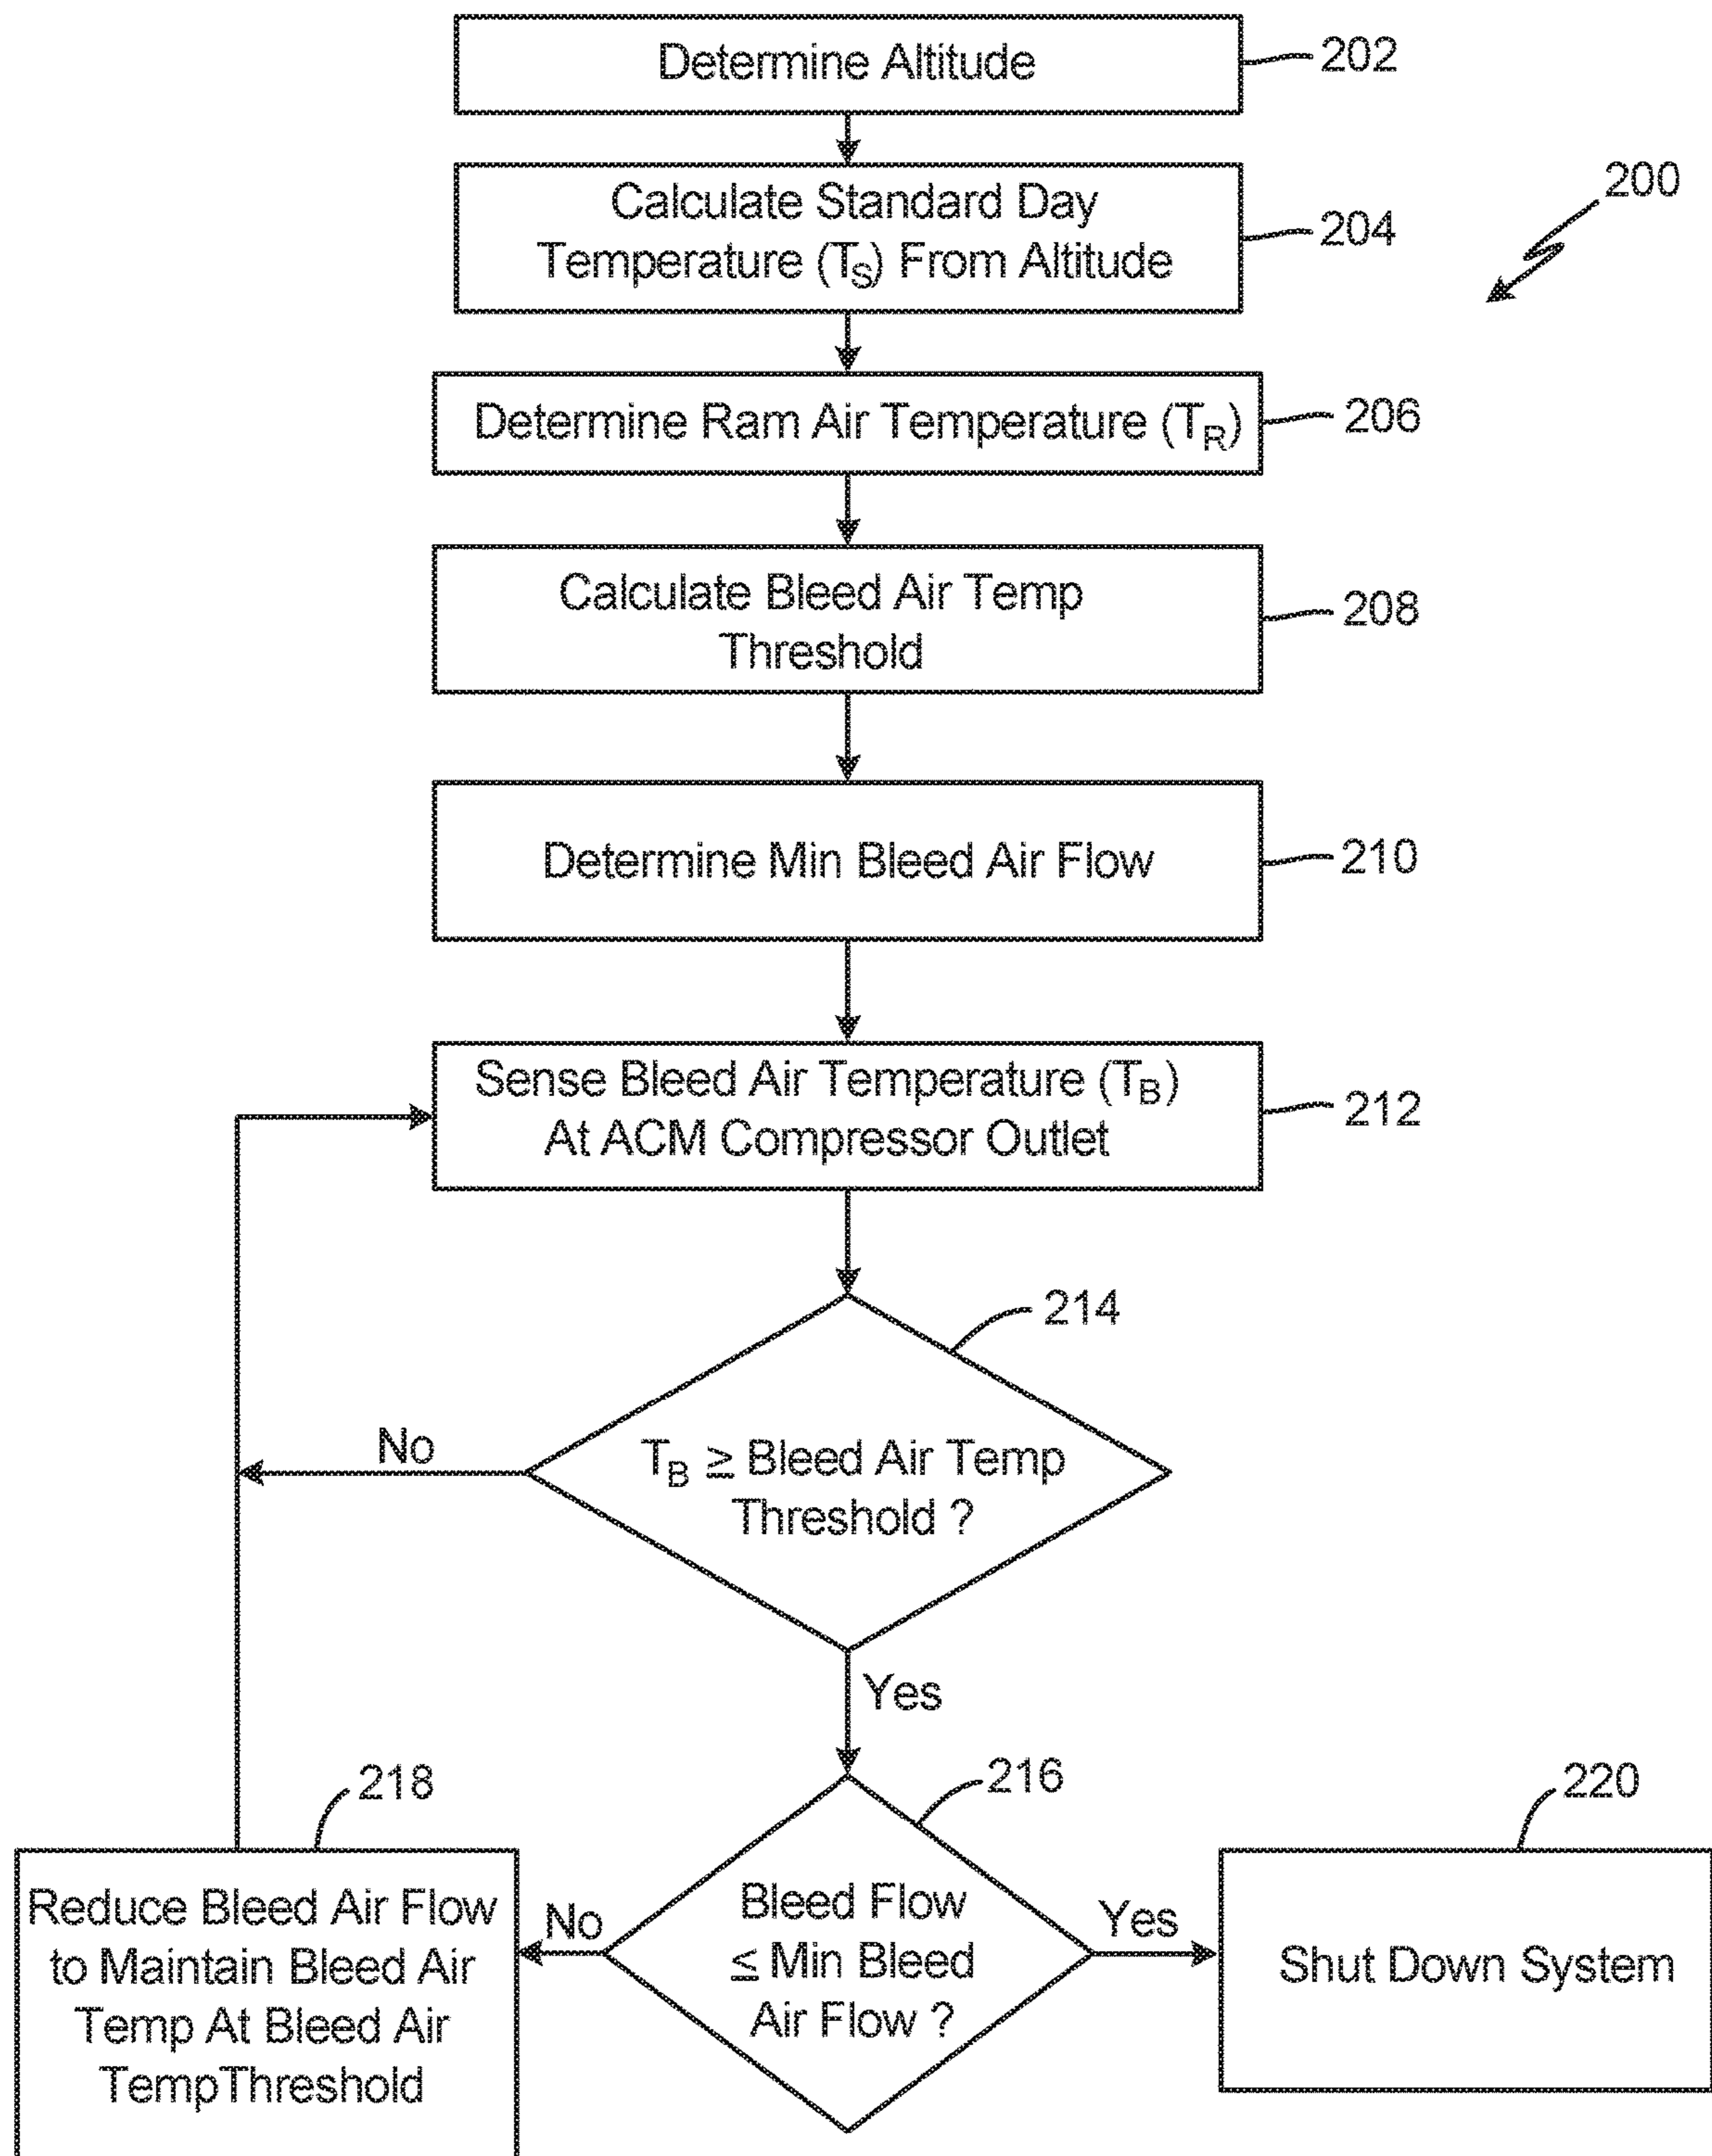 Determine Altitude
202
Calculate Standard Day
Temperature (TS) From Altitude
204
200
Determine Ram Air Temperature (TR)
206
Calculate Bleed Air Temp
Threshold
208
Determine Min Bleed Air Flow
210
Sense Bleed Air Temperature (TB)
At ACM Compressor Outlet
212
214
TB ≥ Bleed Air Temp
Threshold ?
No
Yes
216
Bleed Flow
≤ Min Bleed
Air Flow ?
No
Yes
218
Reduce Bleed Air Flow
to Maintain Bleed Air
Temp At Bleed Air
TempThreshold
220
Shut Down System